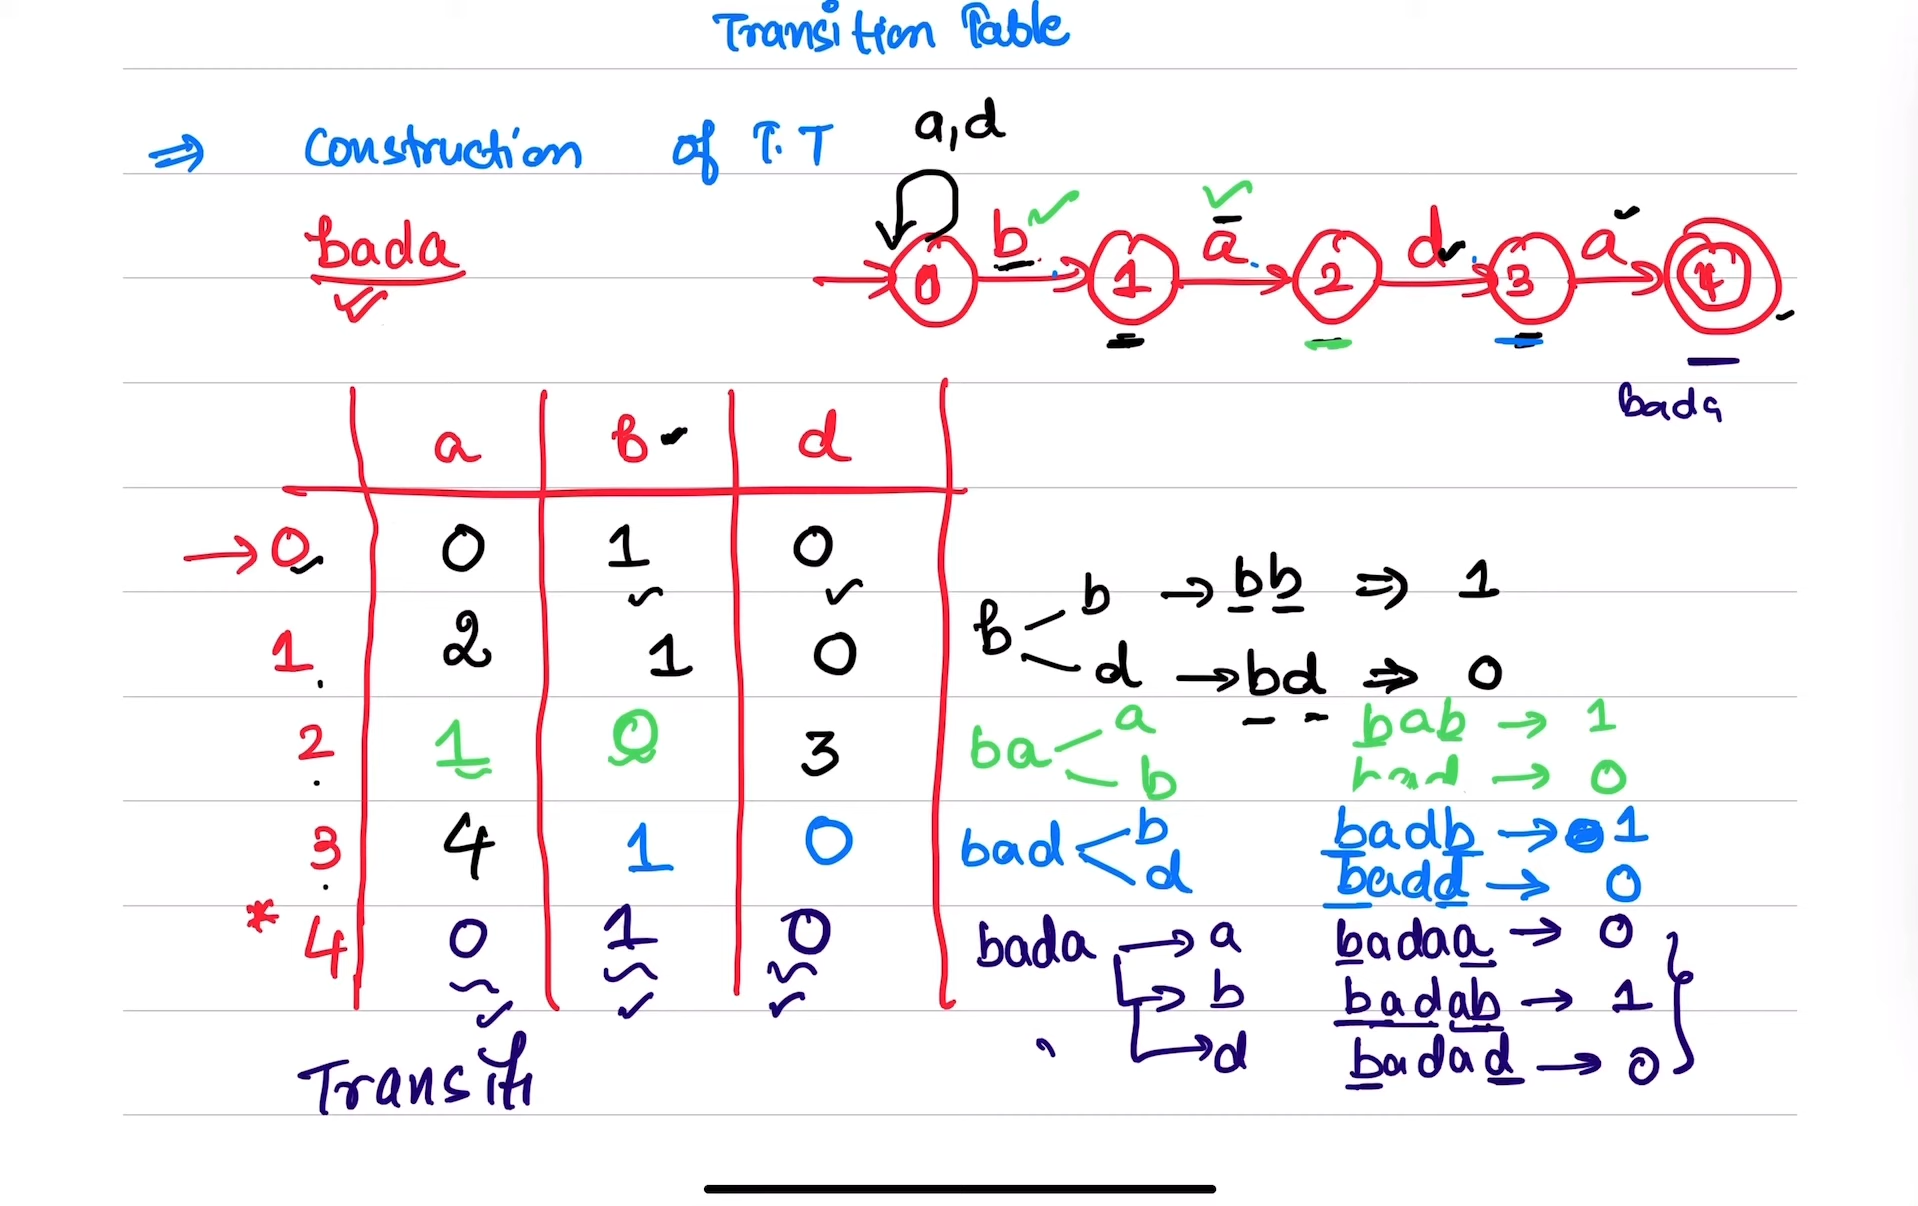 Transition Table
⇒ Construction of T.T
a,d
bada
b a d a
0 1 2 3 4
bada
a b d
→ 0 0 1 0
1 2 1 0
2 1 0 3
3 4 1 0
* 4 0 1 0
b b → bb ⇒ 1
d → bd ⇒ 0
ba a bab → 1
b → 0
bad b badb → 1
d badd → 0
bada → a badaa → 0
→ b badab → 1
→ d badad → 0
Transiti